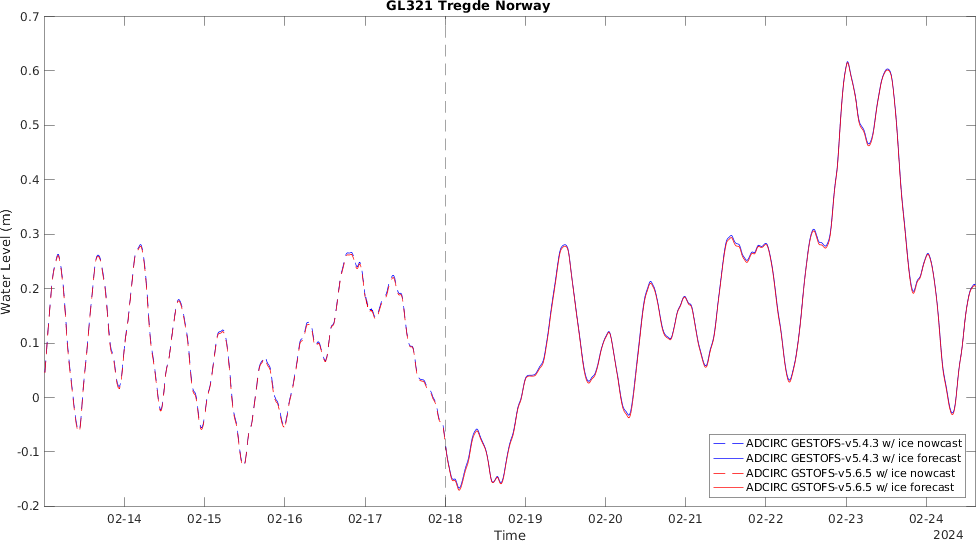 GL321 Tregde Norway
0.7
0.6
0.5
0.4
0.3
0.2
0.1
0
-0.1
-0.2
Water Level (m)
ADCIRC GESTOFS-v5.4.3 w/ ice nowcast
ADCIRC GESTOFS-v5.4.3 w/ ice forecast
ADCIRC GSTOFS-v5.6.5 w/ ice nowcast
ADCIRC GSTOFS-v5.6.5 w/ ice forecast
02-14 02-15 02-16 02-17 02-18 02-19 02-20 02-21 02-22 02-23 02-24
Time
2024